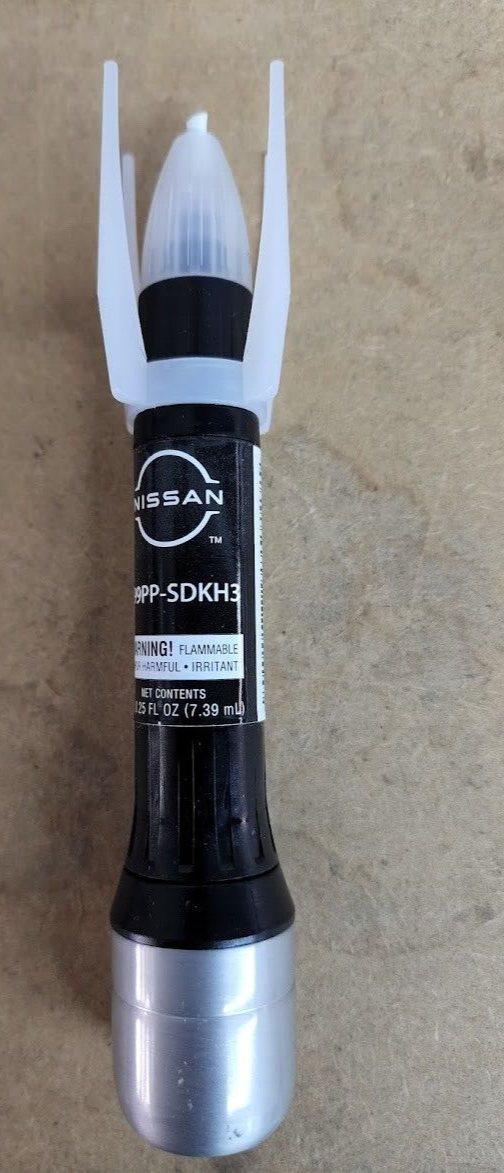 NISSAN
TM
9PP-SDKH3
RNING! FLAMMABLE
HARMFUL • IRRITANT
NET CONTENTS
.25 FL OZ (7.39 mL)